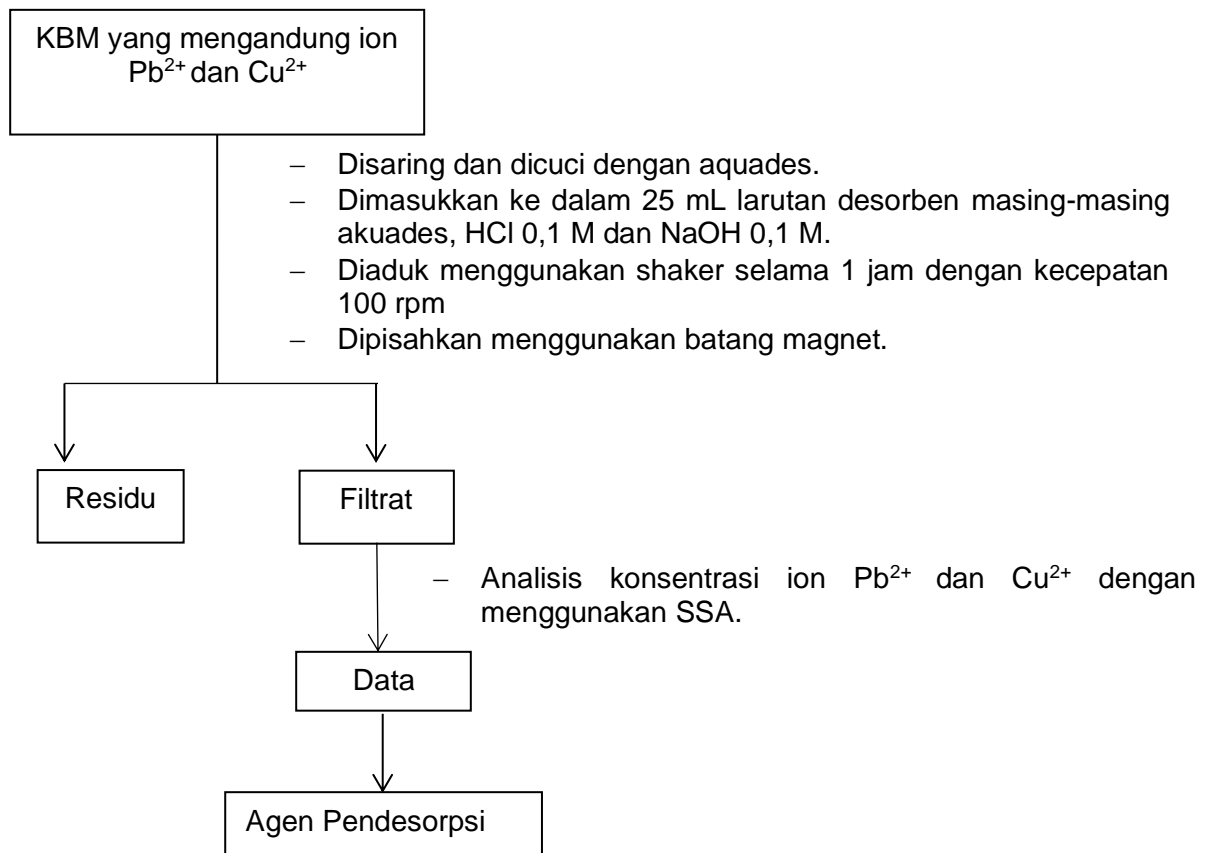 KBM yang mengandung ion
Pb²⁺ dan Cu²⁺
– Disaring dan dicuci dengan aquades.
– Dimasukkan ke dalam 25 mL larutan desorben masing-masing
akuades, HCl 0,1 M dan NaOH 0,1 M.
– Diaduk menggunakan shaker selama 1 jam dengan kecepatan
100 rpm
– Dipisahkan menggunakan batang magnet.
Residu
Filtrat
– Analisis konsentrasi ion Pb²⁺ dan Cu²⁺ dengan
menggunakan SSA.
Data
Agen Pendesorpsi